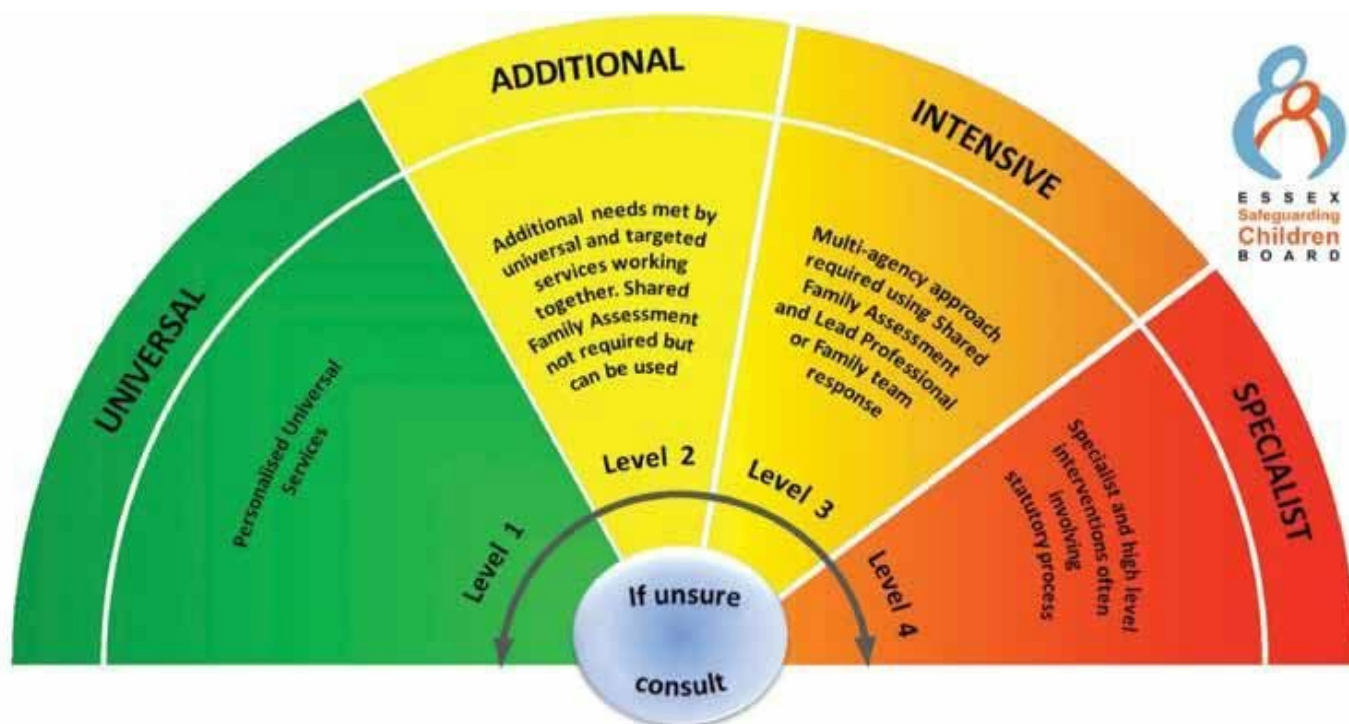 UNIVERSAL
Personalised Universal
Services
Level 1
ADDITIONAL
Additional needs met by
universal and targeted
services working
together. Shared
Family Assessment
not required but
can be used
Level 2
INTENSIVE
Multi-agency approach
required using Shared
Family Assessment
and Lead Professional
or Family team
response
Level 3
SPECIALIST
Specialist and high level
interventions often
involving
statutory process
Level 4
If unsure
consult
ESSEX
Safeguarding
Children
BOARD